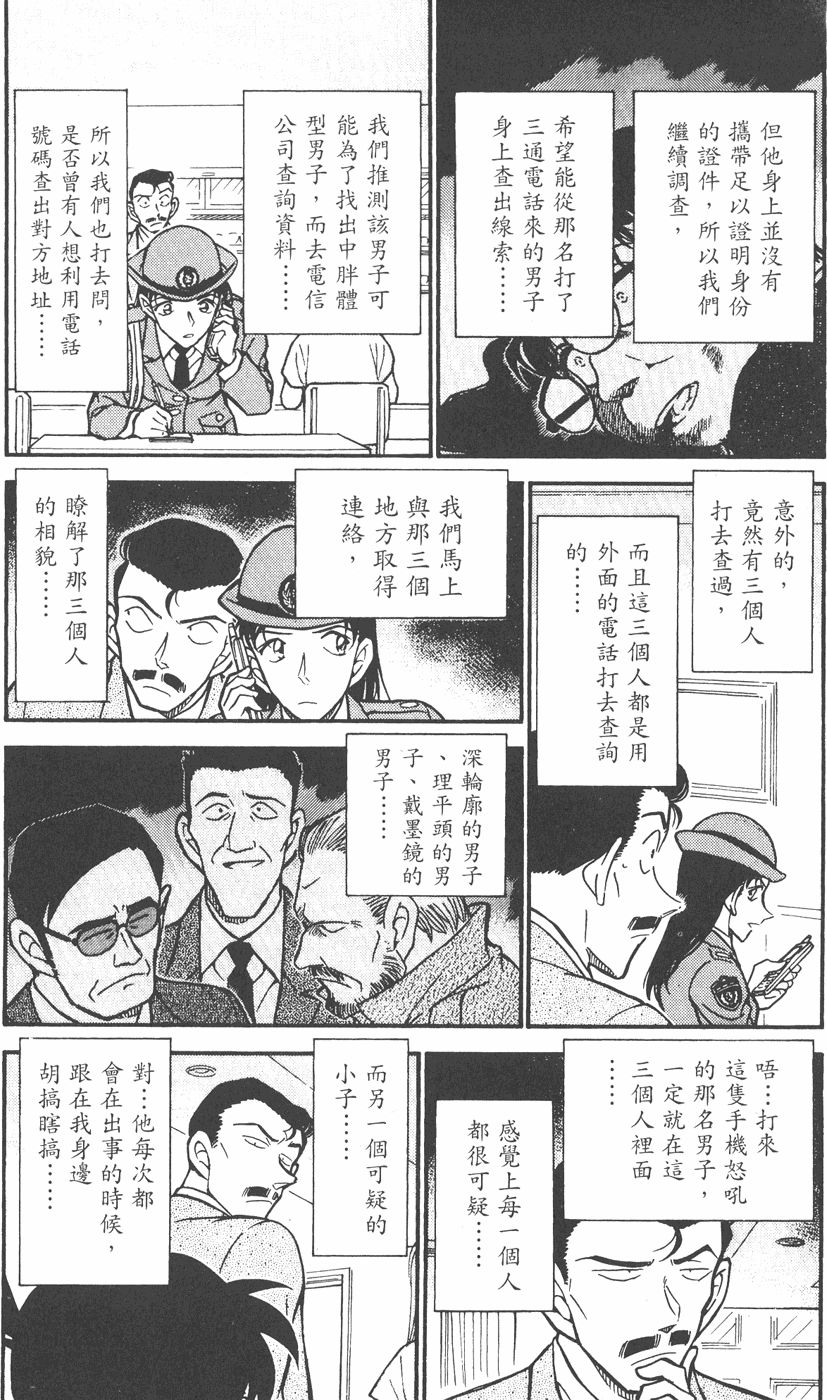 但他身上並沒有
攜帶足以證明身份
的證件，所以我們
繼續調查，
希望能從那名打了
三通電話來的男子
身上查出線索……
我們推測該男子可
能為了找出中胖體
型男子，而去電信
公司查詢資料……
所以我們也打去問，
是否曾有人想利用電話
號碼查出對方地址……
意外的，
竟然有三個人
打去查過，
而且這三個人都是用
外面的電話打去查詢
的……
我們馬上
與那三個
地方取得
連絡，
瞭解了那三個人
的相貌……
深輪廓的男子
、理平頭的男
子、戴墨鏡的
男子……
唔…打來
這隻手機怒吼
的那名男子，
一定就在這
三個人裡面
感覺上每一個人
都很可疑……
而另一個可疑的
小子……
對…他每次都
會在出事的時候，
跟在我身邊
胡搞瞎搞……